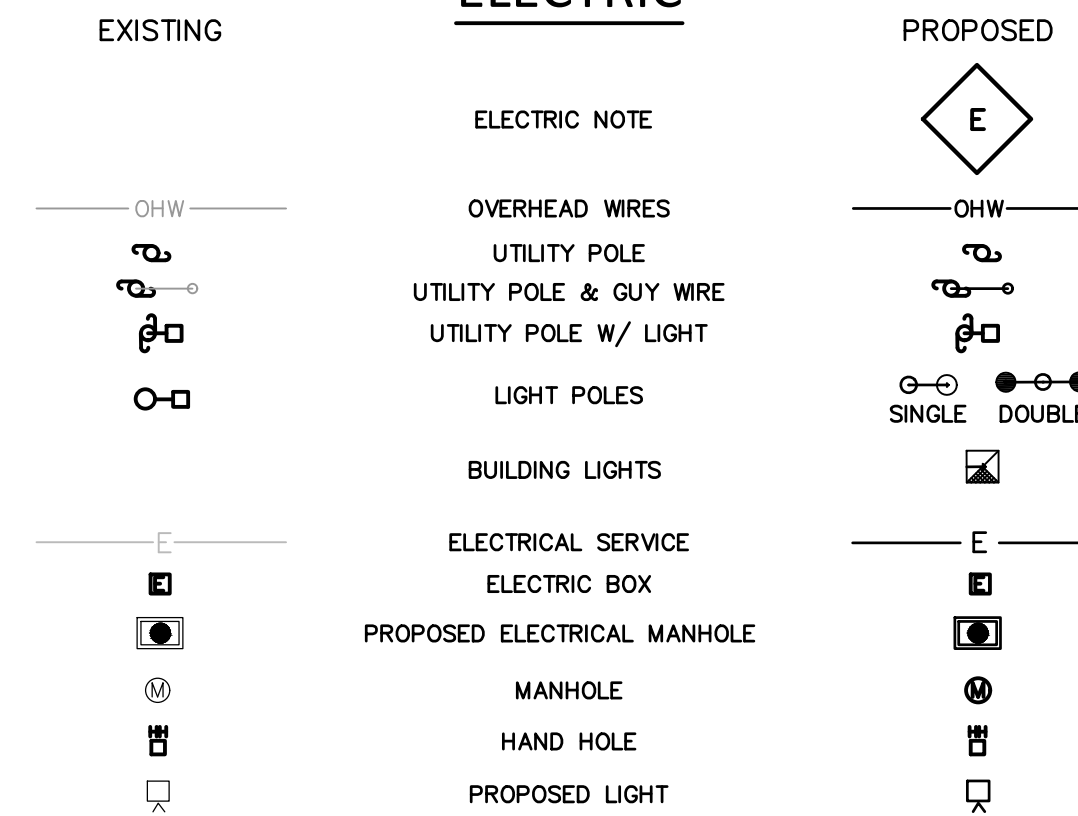 ELECTRIC
EXISTING PROPOSED
ELECTRIC NOTE E
OHW OVERHEAD WIRES OHW
UTILITY POLE
UTILITY POLE & GUY WIRE
UTILITY POLE W/ LIGHT
LIGHT POLES
SINGLE DOUBLE
BUILDING LIGHTS
E ELECTRICAL SERVICE E
E ELECTRIC BOX E
PROPOSED ELECTRICAL MANHOLE
M MANHOLE M
HH HAND HOLE HH
PROPOSED LIGHT